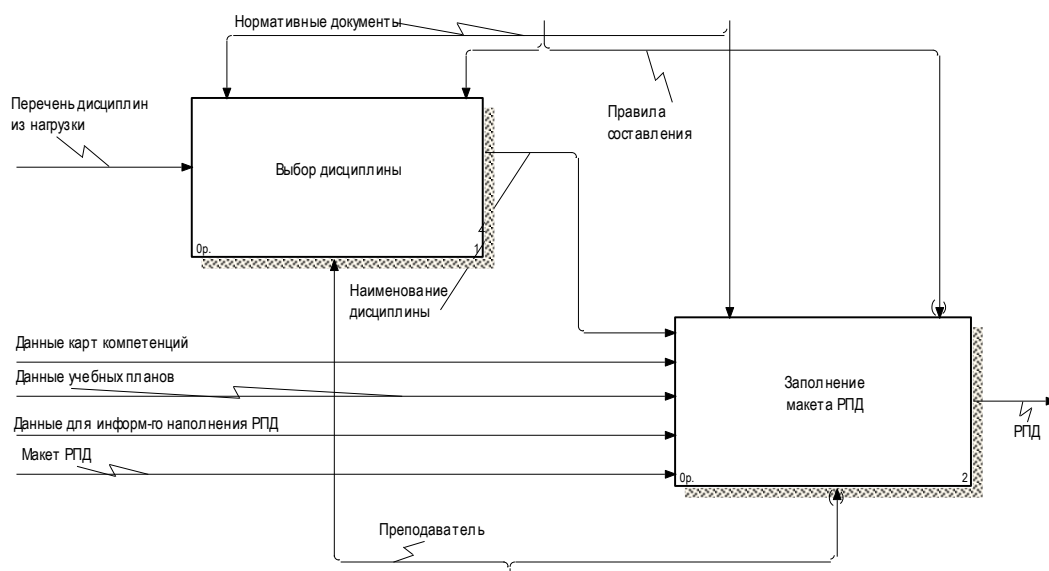 Нормативные документы
Перечень дисциплин
из нагрузки
Правила
составления
Выбор дисциплины
0р.
1
Наименование
дисциплины
Данные карт компетенций
Данные учебных планов
Данные для информ-го наполнения РПД
Макет РПД
Заполнение
макета РПД
0р.
2
РПД
Преподаватель